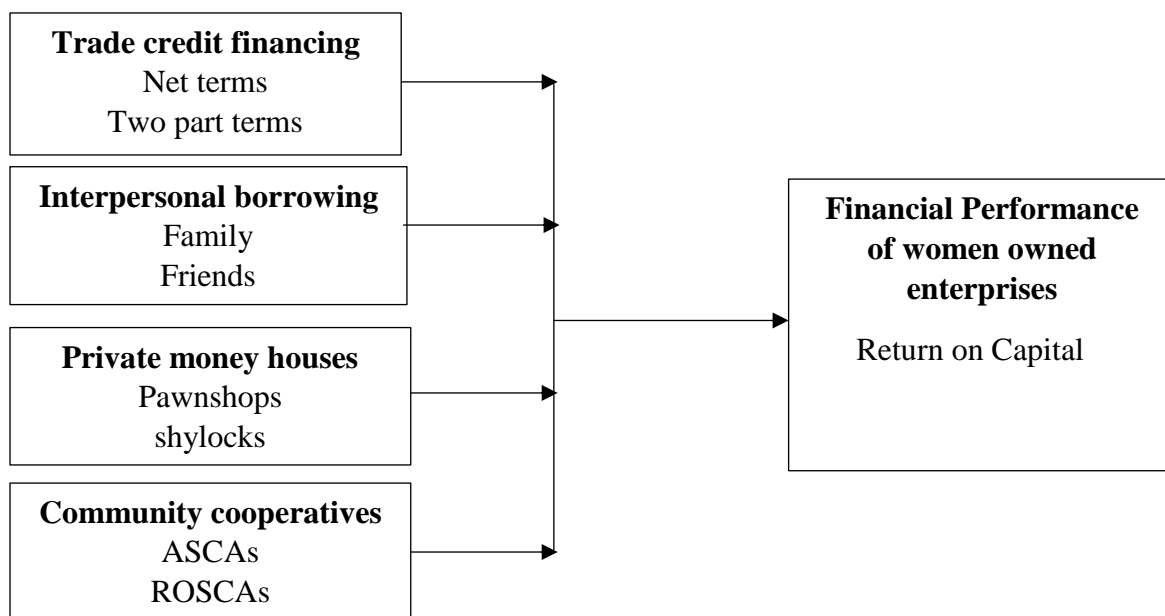 Trade credit financing
Net terms
Two part terms
Interpersonal borrowing
Family
Friends
Private money houses
Pawnshops
shylocks
Community cooperatives
ASCAs
ROSCAs
Financial Performance
of women owned
enterprises
Return on Capital